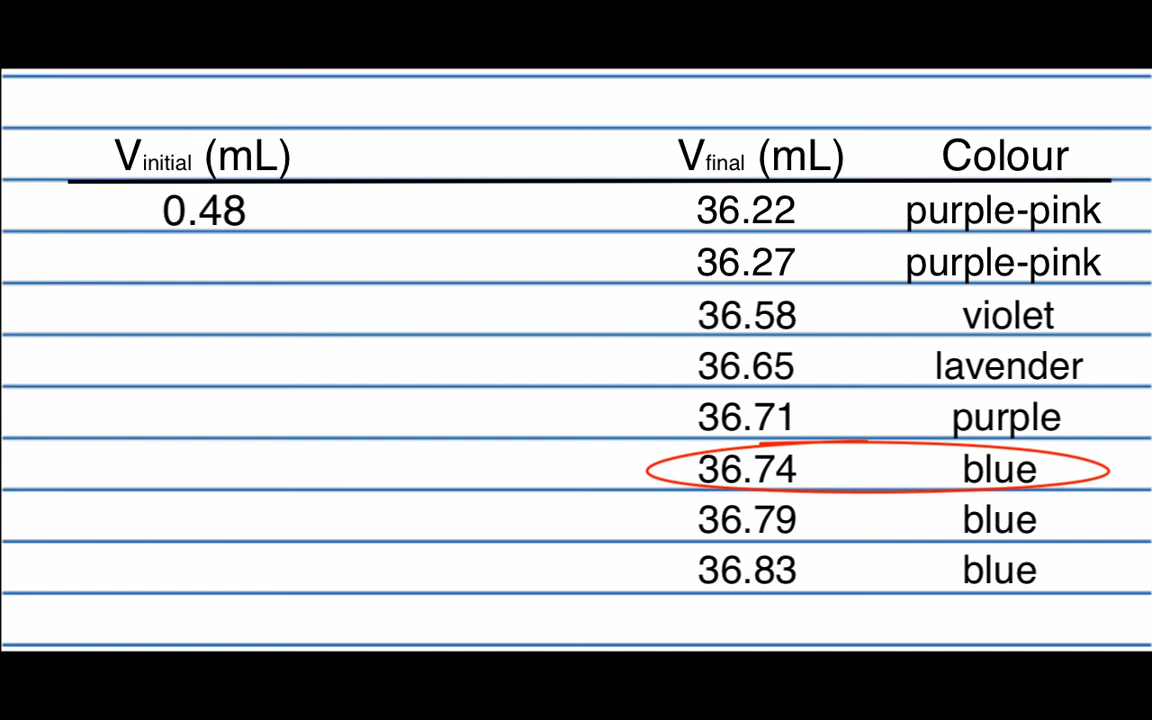 Vinitial (mL) Vfinal (mL) Colour
0.48 36.22 purple-pink
36.27 purple-pink
36.58 violet
36.65 lavender
36.71 purple
36.74 blue
36.79 blue
36.83 blue